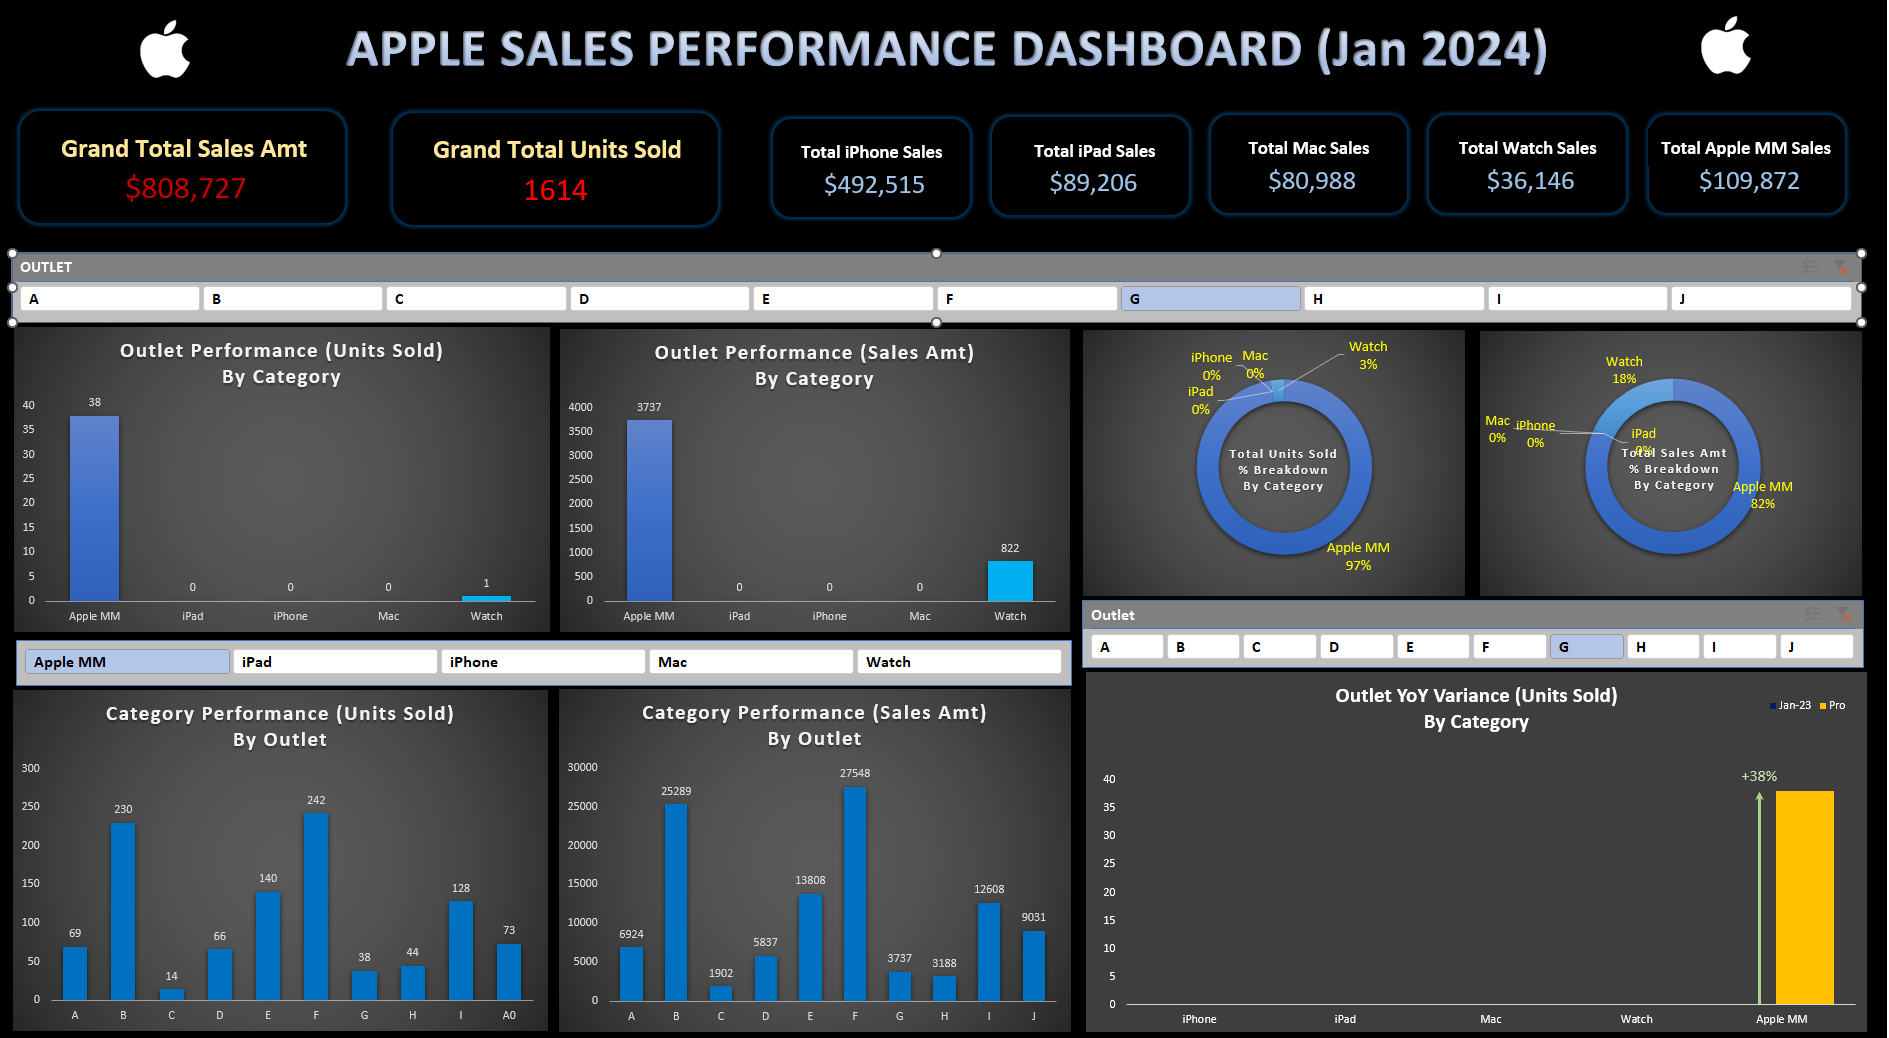 APPLE SALES PERFORMANCE DASHBOARD (Jan 2024)
Grand Total Sales Amt
$808,727
Grand Total Units Sold
1614
Total iPhone Sales
$492,515
Total iPad Sales
$89,206
Total Mac Sales
$80,988
Total Watch Sales
$36,146
Total Apple MM Sales
$109,872
OUTLET
A B C D E F G H I J
Outlet Performance (Units Sold)
By Category
40
35
30
25
20
15
10
5
0
38
0
0
0
1
Apple MM iPad iPhone Mac Watch
Outlet Performance (Sales Amt)
By Category
4000
3500
3000
2500
2000
1500
1000
500
0
3737
0
0
0
822
Apple MM iPad iPhone Mac Watch
iPhone
0%
Mac
0%
Watch
3%
iPad
0%
Total Units Sold
% Breakdown
By Category
Apple MM
97%
Watch
18%
Mac
0%
iPhone
0%
iPad
0%
Total Sales Amt
% Breakdown
By Category
Apple MM
82%
Outlet
A B C D E F G H I J
Apple MM iPad iPhone Mac Watch
Category Performance (Units Sold)
By Outlet
300
250
200
150
100
50
0
69
230
14
66
140
242
38
44
128
73
A B C D E F G H I A0
Category Performance (Sales Amt)
By Outlet
30000
25000
20000
15000
10000
5000
0
6924
25289
1902
5837
13808
27548
3737
3188
12608
9031
A B C D E F G H I J
Outlet YoY Variance (Units Sold)
By Category
Jan-23 Pro
40
35
30
25
20
15
10
5
0
+38%
iPhone iPad Mac Watch Apple MM